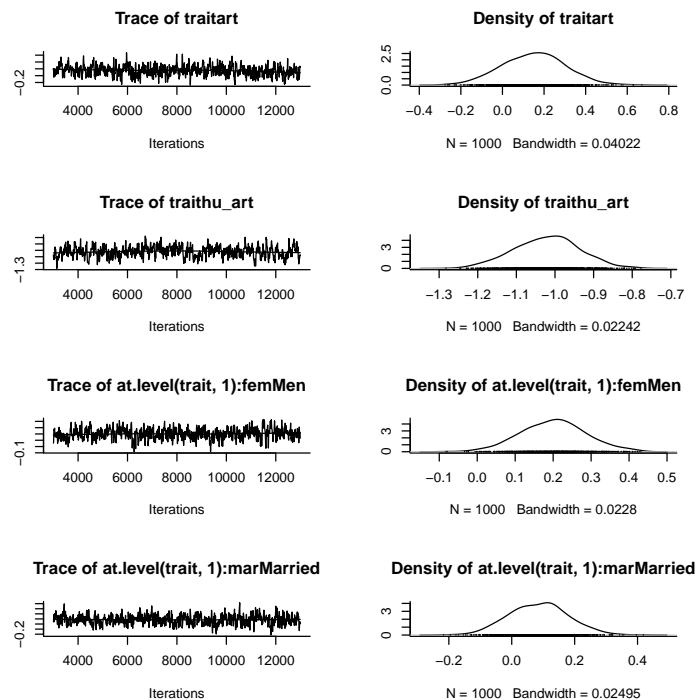 Trace of traitart
Density of traitart
−0.2
4000 6000 8000 10000 12000
Iterations
0.0 2.5
−0.4 −0.2 0.0 0.2 0.4 0.6 0.8
N = 1000 Bandwidth = 0.04022
Trace of traithu_art
Density of traithu_art
−1.3
4000 6000 8000 10000 12000
Iterations
0 3
−1.3 −1.2 −1.1 −1.0 −0.9 −0.8 −0.7
N = 1000 Bandwidth = 0.02242
Trace of at.level(trait, 1):femMen
Density of at.level(trait, 1):femMen
−0.1
4000 6000 8000 10000 12000
Iterations
0 3
−0.1 0.0 0.1 0.2 0.3 0.4 0.5
N = 1000 Bandwidth = 0.0228
Trace of at.level(trait, 1):marMarried
Density of at.level(trait, 1):marMarried
−0.2
4000 6000 8000 10000 12000
Iterations
0 3
−0.2 0.0 0.2 0.4
N = 1000 Bandwidth = 0.02495